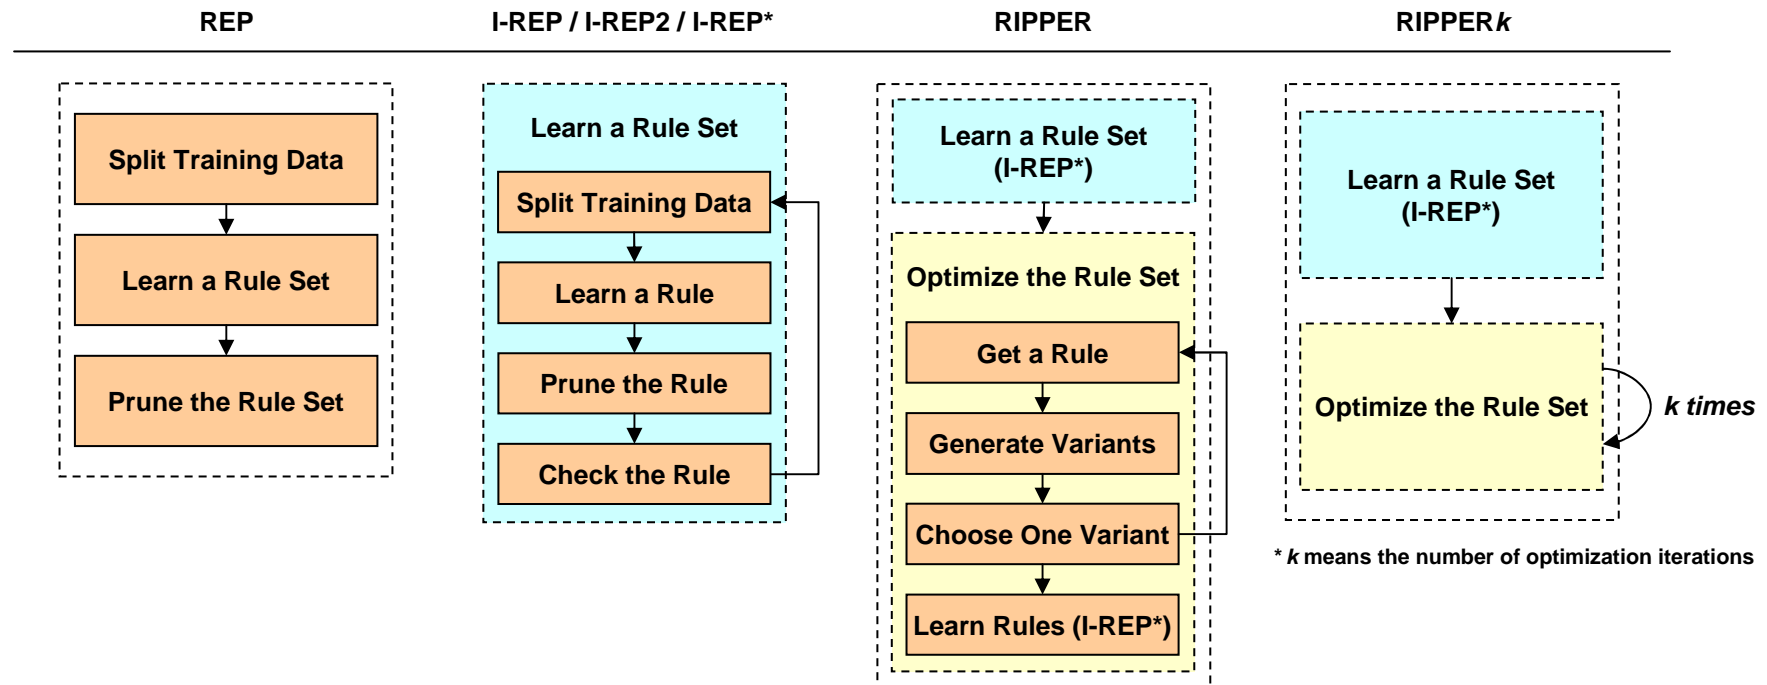 REP
I-REP / I-REP2 / I-REP*
RIPPER
RIPPERk
Split Training Data
Learn a Rule Set
Prune the Rule Set
Learn a Rule Set
Split Training Data
Learn a Rule
Prune the Rule
Check the Rule
Learn a Rule Set
(I-REP*)
Optimize the Rule Set
Get a Rule
Generate Variants
Choose One Variant
Learn Rules (I-REP*)
Learn a Rule Set
(I-REP*)
Optimize the Rule Set
k times
* k means the number of optimization iterations